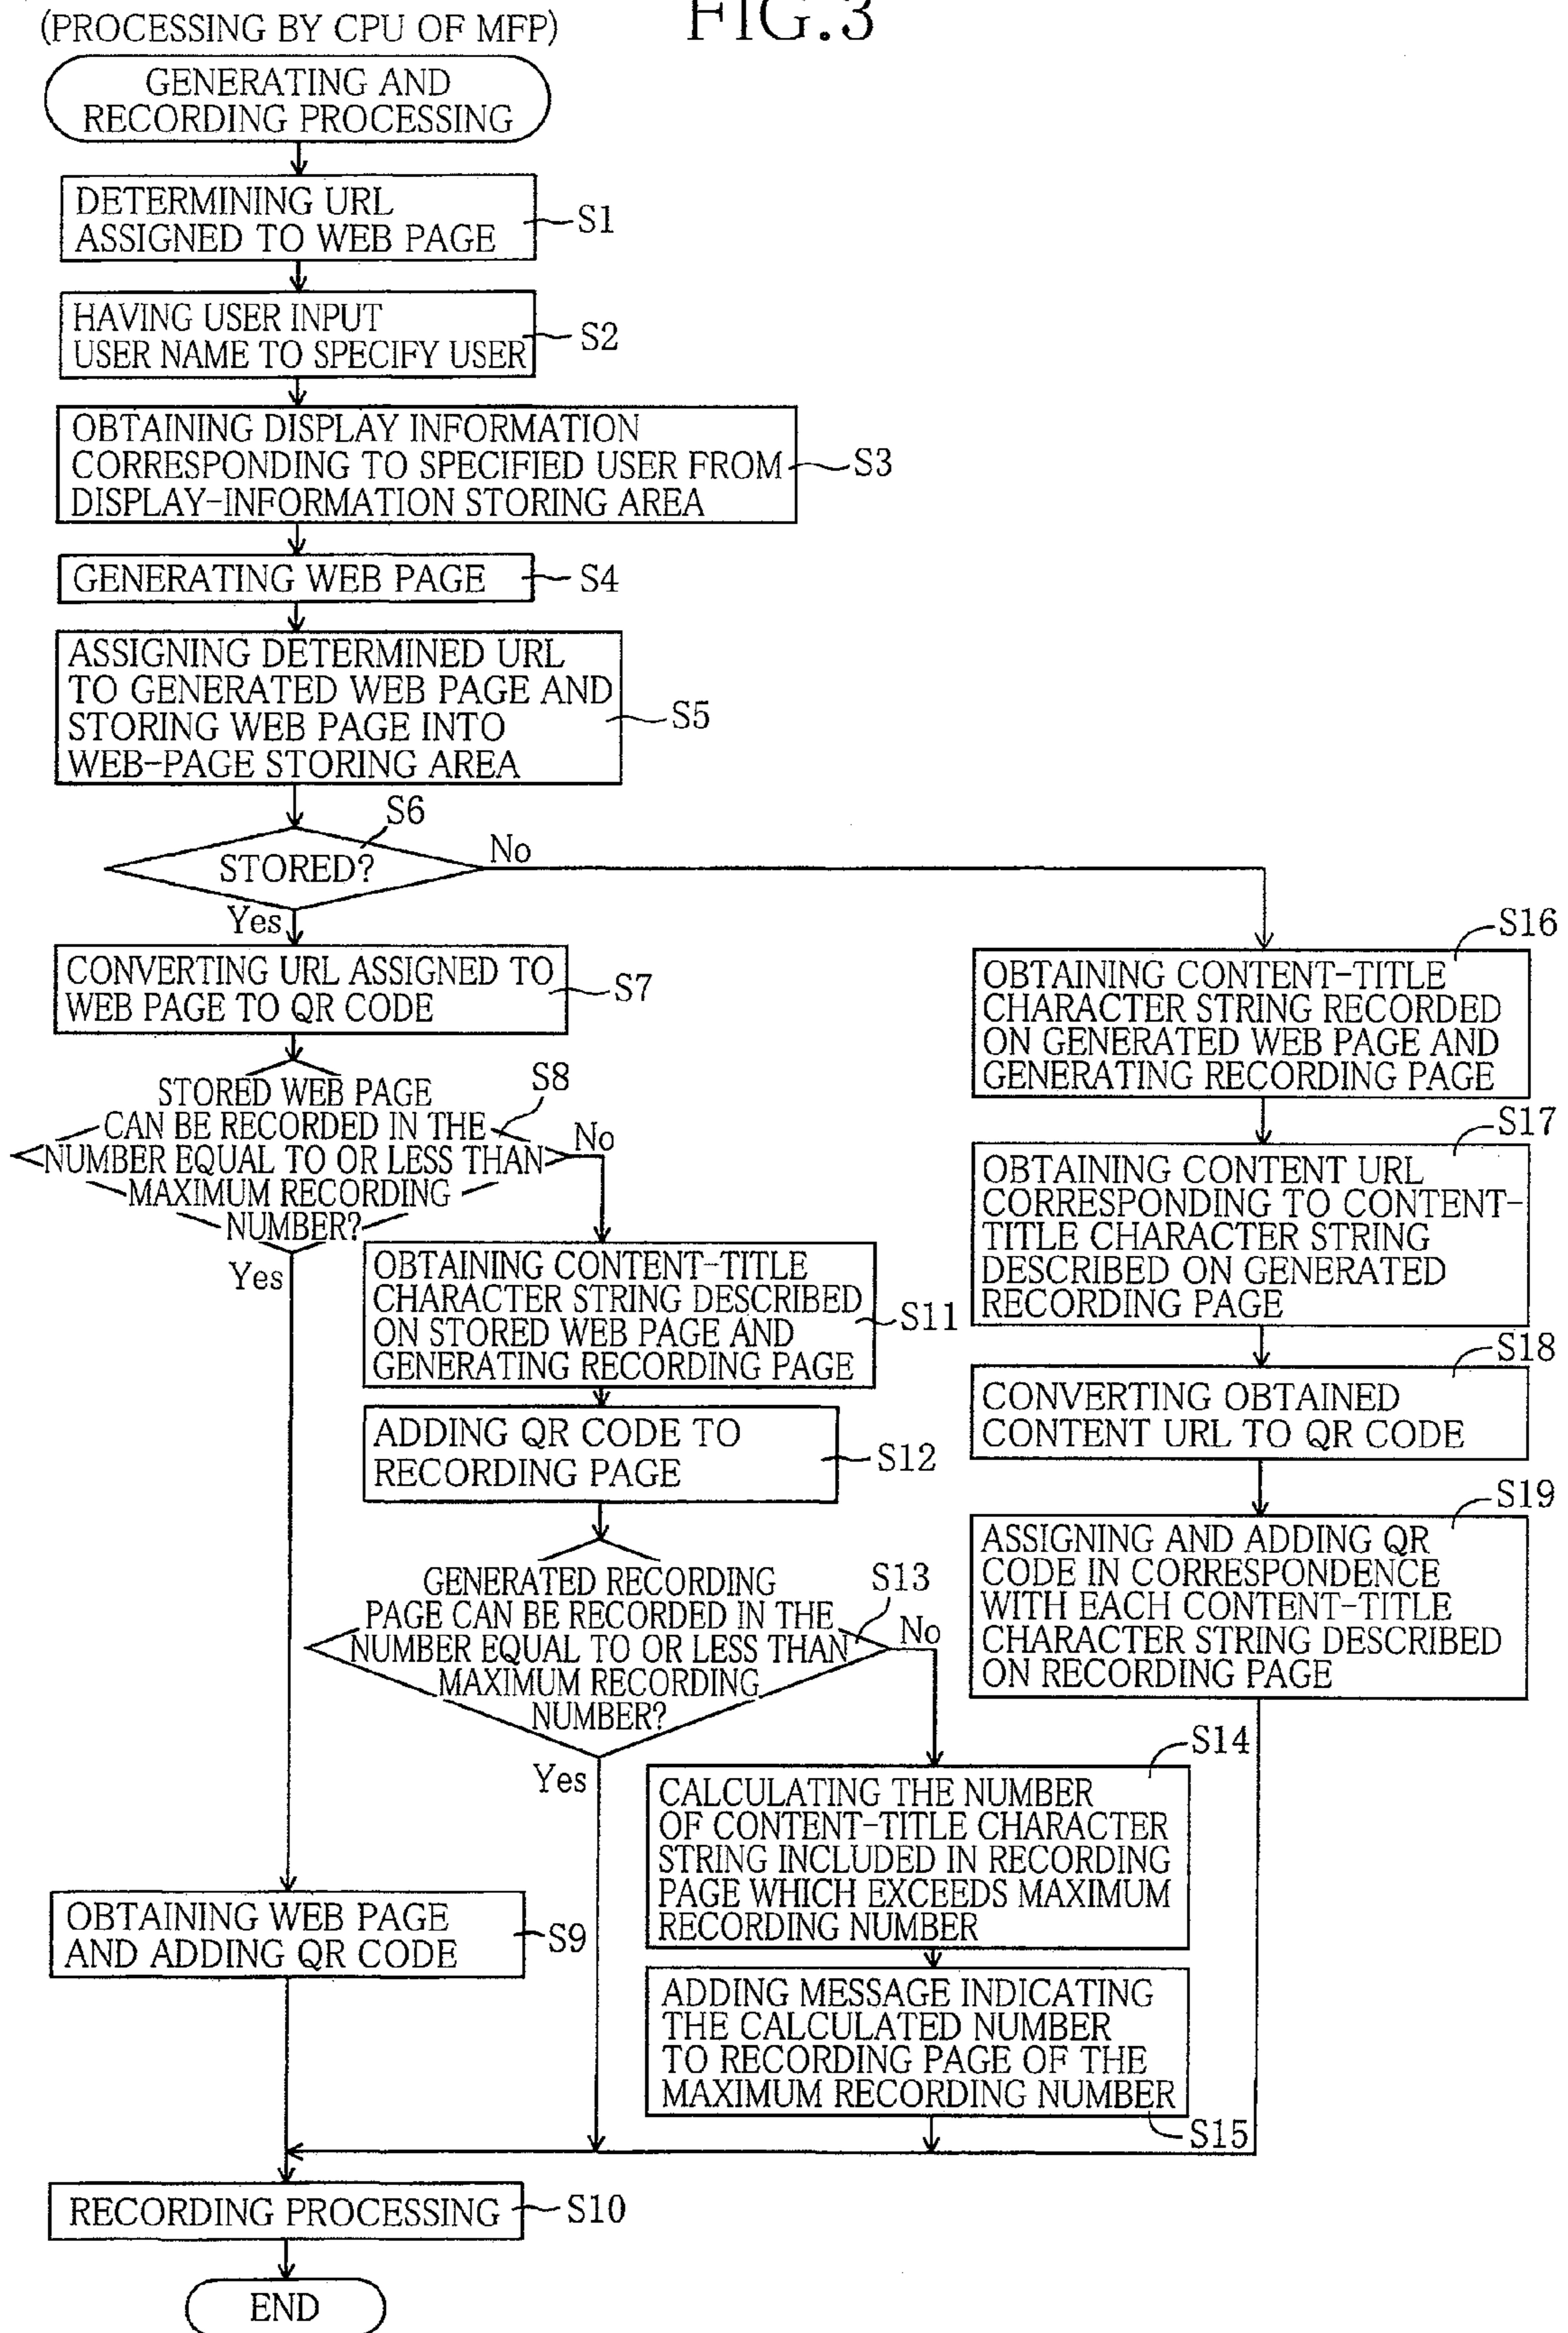 (PROCESSING BY CPU OF MFP)
FIG.3
GENERATING AND
RECORDING PROCESSING
DETERMINING URL
ASSIGNED TO WEB PAGE
S1
HAVING USER INPUT
USER NAME TO SPECIFY USER
S2
OBTAINING DISPLAY INFORMATION
CORRESPONDING TO SPECIFIED USER FROM
DISPLAY-INFORMATION STORING AREA
S3
GENERATING WEB PAGE
S4
ASSIGNING DETERMINED URL
TO GENERATED WEB PAGE AND
STORING WEB PAGE INTO
WEB-PAGE STORING AREA
S5
S6
STORED?
No
Yes
CONVERTING URL ASSIGNED TO
WEB PAGE TO QR CODE
S7
STORED WEB PAGE
CAN BE RECORDED IN THE
NUMBER EQUAL TO OR LESS THAN
MAXIMUM RECORDING
NUMBER?
S8
No
Yes
OBTAINING CONTENT-TITLE
CHARACTER STRING DESCRIBED
ON STORED WEB PAGE AND
GENERATING RECORDING PAGE
S11
ADDING QR CODE TO
RECORDING PAGE
S12
GENERATED RECORDING
PAGE CAN BE RECORDED IN THE
NUMBER EQUAL TO OR LESS THAN
MAXIMUM RECORDING
NUMBER?
S13
No
Yes
S14
CALCULATING THE NUMBER
OF CONTENT-TITLE CHARACTER
STRING INCLUDED IN RECORDING
PAGE WHICH EXCEEDS MAXIMUM
RECORDING NUMBER
ADDING MESSAGE INDICATING
THE CALCULATED NUMBER
TO RECORDING PAGE OF THE
MAXIMUM RECORDING NUMBER
S15
S16
OBTAINING CONTENT-TITLE
CHARACTER STRING RECORDED
ON GENERATED WEB PAGE AND
GENERATING RECORDING PAGE
S17
OBTAINING CONTENT URL
CORRESPONDING TO CONTENT-
TITLE CHARACTER STRING
DESCRIBED ON GENERATED
RECORDING PAGE
S18
CONVERTING OBTAINED
CONTENT URL TO QR CODE
S19
ASSIGNING AND ADDING QR
CODE IN CORRESPONDENCE
WITH EACH CONTENT-TITLE
CHARACTER STRING DESCRIBED
ON RECORDING PAGE
OBTAINING WEB PAGE
AND ADDING QR CODE
S9
RECORDING PROCESSING
S10
END